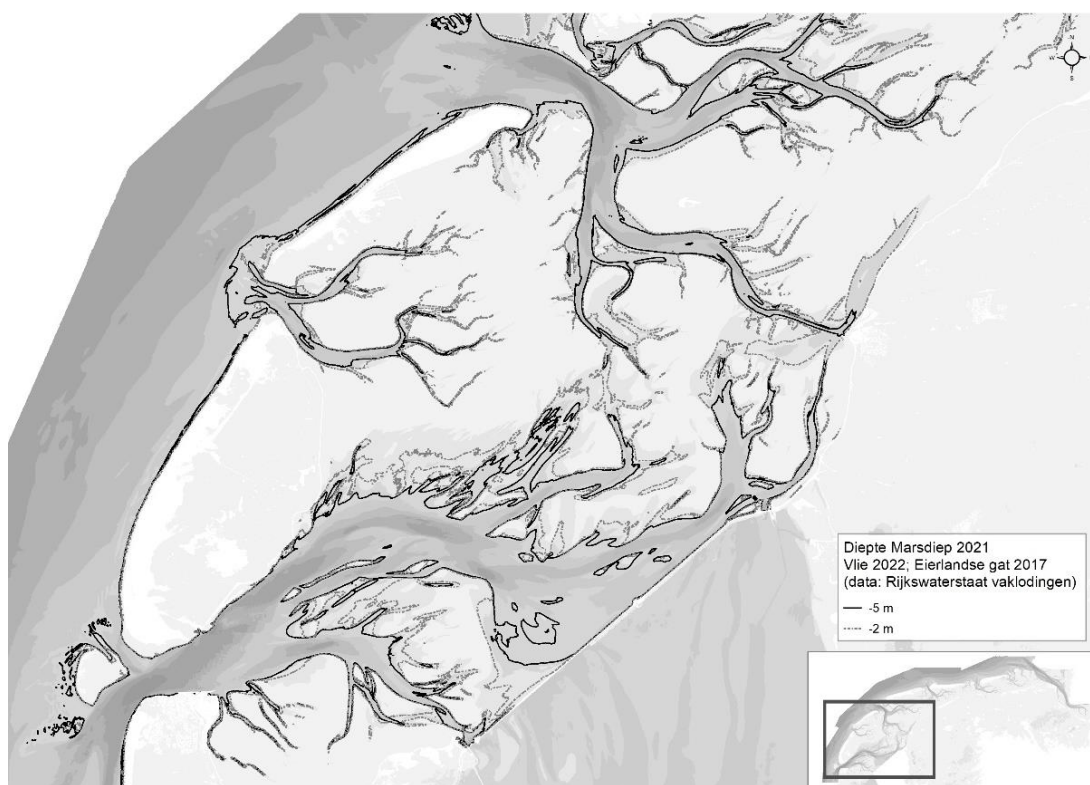 N
W
S
Diepte Marsdiep 2021
Vlie 2022; Eierlandse gat 2017
(data: Rijkswaterstaat vaklodingen)
-5 m
-2 m